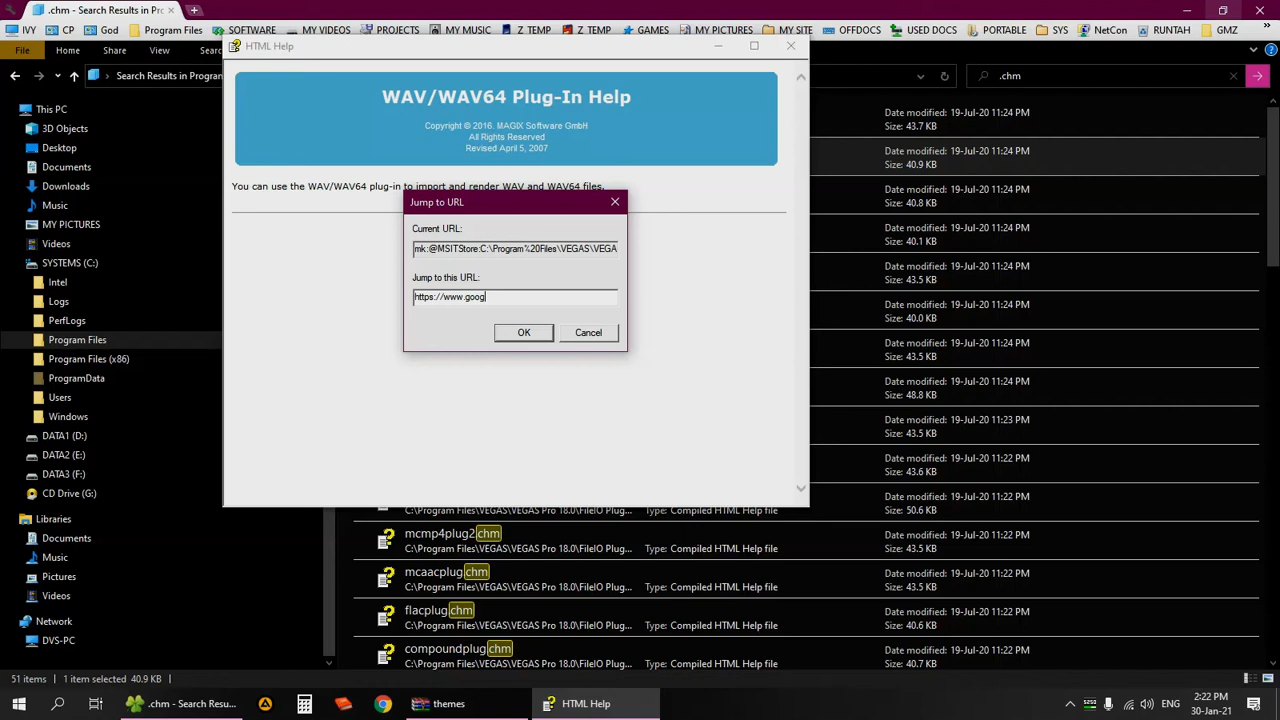 .chm - Search Results in Pro
IVY
CP
God
Program Files
SOFTWARE
MY VIDEOS
PROJECTS
Z_TEMP
MY MUSIC
Z_TEMP
GAMES
MY PICTURES
MY SITE
OFFDOCS
USED DOCS
PORTABLE
SYS
NetCon
RUNTAH
GMZ
File
Home
Share
View
Sear
Search Results in Program
.chm
HTML Help
WAV/WAV64 Plug-In Help
Copyright © 2016. MAGIX Software GmbH
All Rights Reserved
Revised April 5, 2007
You can use the WAV/WAV64 plug-in to import and render WAV and WAV64 files.
Jump to URL
Current URL:
mk:@MSITStore:C:\Program%20Files\VEGAS\VEGA
Jump to this URL:
https://www.goog
OK
Cancel
This PC
3D Objects
Desktop
Documents
Downloads
Music
MY PICTURES
Videos
SYSTEMS (C:)
Intel
Logs
PerfLogs
Program Files
Program Files (x86)
ProgramData
Users
Windows
DATA1 (D:)
DATA2 (E:)
DATA3 (F:)
CD Drive (G:)
Libraries
Documents
Music
Pictures
Videos
Network
DVS-PC
Date modified: 19-Jul-20 11:24 PM
Size: 43.7 KB
Date modified: 19-Jul-20 11:24 PM
Size: 40.9 KB
Date modified: 19-Jul-20 11:24 PM
Size: 40.8 KB
Date modified: 19-Jul-20 11:24 PM
Size: 40.1 KB
Date modified: 19-Jul-20 11:24 PM
Size: 43.5 KB
Date modified: 19-Jul-20 11:24 PM
Size: 40.0 KB
Date modified: 19-Jul-20 11:24 PM
Size: 43.5 KB
Date modified: 19-Jul-20 11:24 PM
Size: 48.8 KB
Date modified: 19-Jul-20 11:23 PM
Size: 43.5 KB
Date modified: 19-Jul-20 11:22 PM
Size: 43.6 KB
Date modified: 19-Jul-20 11:22 PM
C:\Program Files\VEGAS\VEGAS Pro 18.0\FileIO Plug... Type: Compiled HTML Help file Size: 50.6 KB
mcmp4plug2.chm Date modified: 19-Jul-20 11:22 PM
C:\Program Files\VEGAS\VEGAS Pro 18.0\FileIO Plug... Type: Compiled HTML Help file Size: 43.5 KB
mcaacplug.chm Date modified: 19-Jul-20 11:22 PM
C:\Program Files\VEGAS\VEGAS Pro 18.0\FileIO Plug... Type: Compiled HTML Help file Size: 43.5 KB
flacplug.chm Date modified: 19-Jul-20 11:22 PM
C:\Program Files\VEGAS\VEGAS Pro 18.0\FileIO Plug... Type: Compiled HTML Help file Size: 40.6 KB
compoundplug.chm Date modified: 19-Jul-20 11:22 PM
C:\Program Files\VEGAS\VEGAS Pro 18.0\FileIO Plug... Type: Compiled HTML Help file Size: 40.7 KB
51 items
1 item selected 40.9 KB
.chm - Search Resu...
themes
HTML Help
ENG
2:22 PM
30-Jan-21